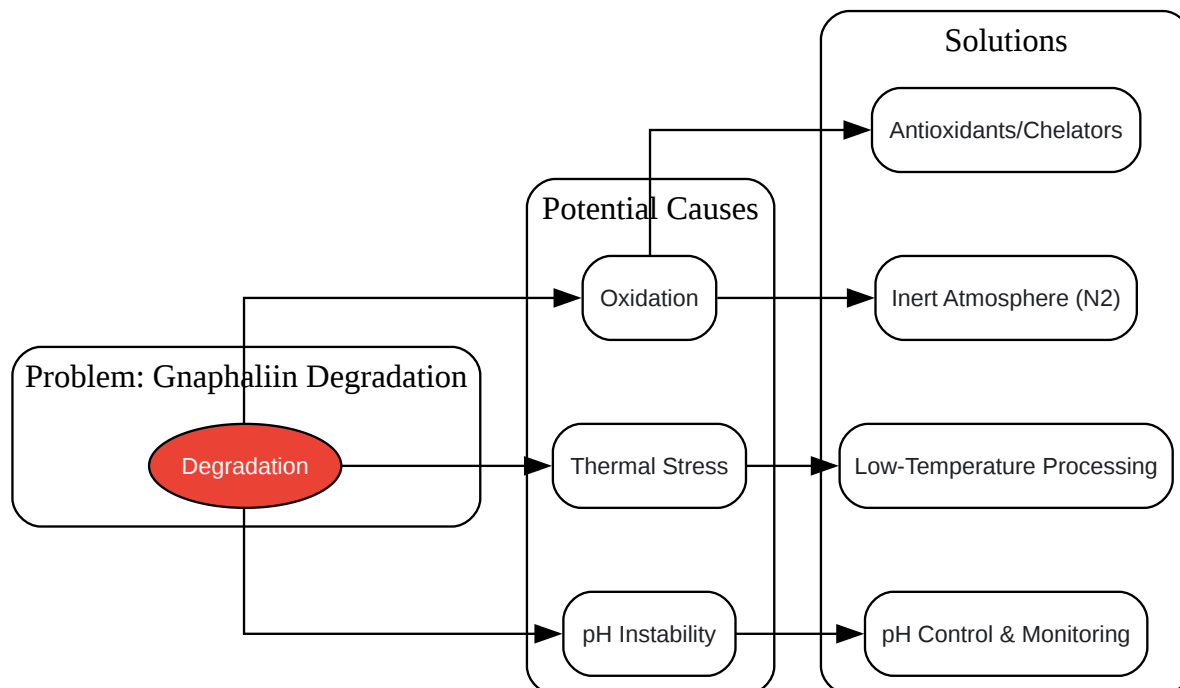 Solutions
Antioxidants/Chelators
Potential Causes
Oxidation
Inert Atmosphere (N2)
Problem: Gnaphaliin Degradation
Degradation
Thermal Stress
Low-Temperature Processing
pH Instability
pH Control & Monitoring